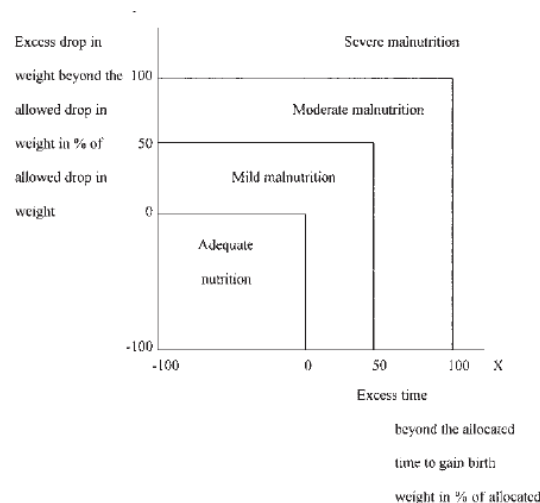 Excess drop in
Severe malnutrition
weight beyond the
100
allowed drop in
Moderate malnutrition
weight in % of
50
allowed drop in
Mild malnutrition
weight
0
Adequate
nutrition
-100
-100
0
50
100
X
Excess time
beyond the allocated
time to gain birth
weight in % of allocated